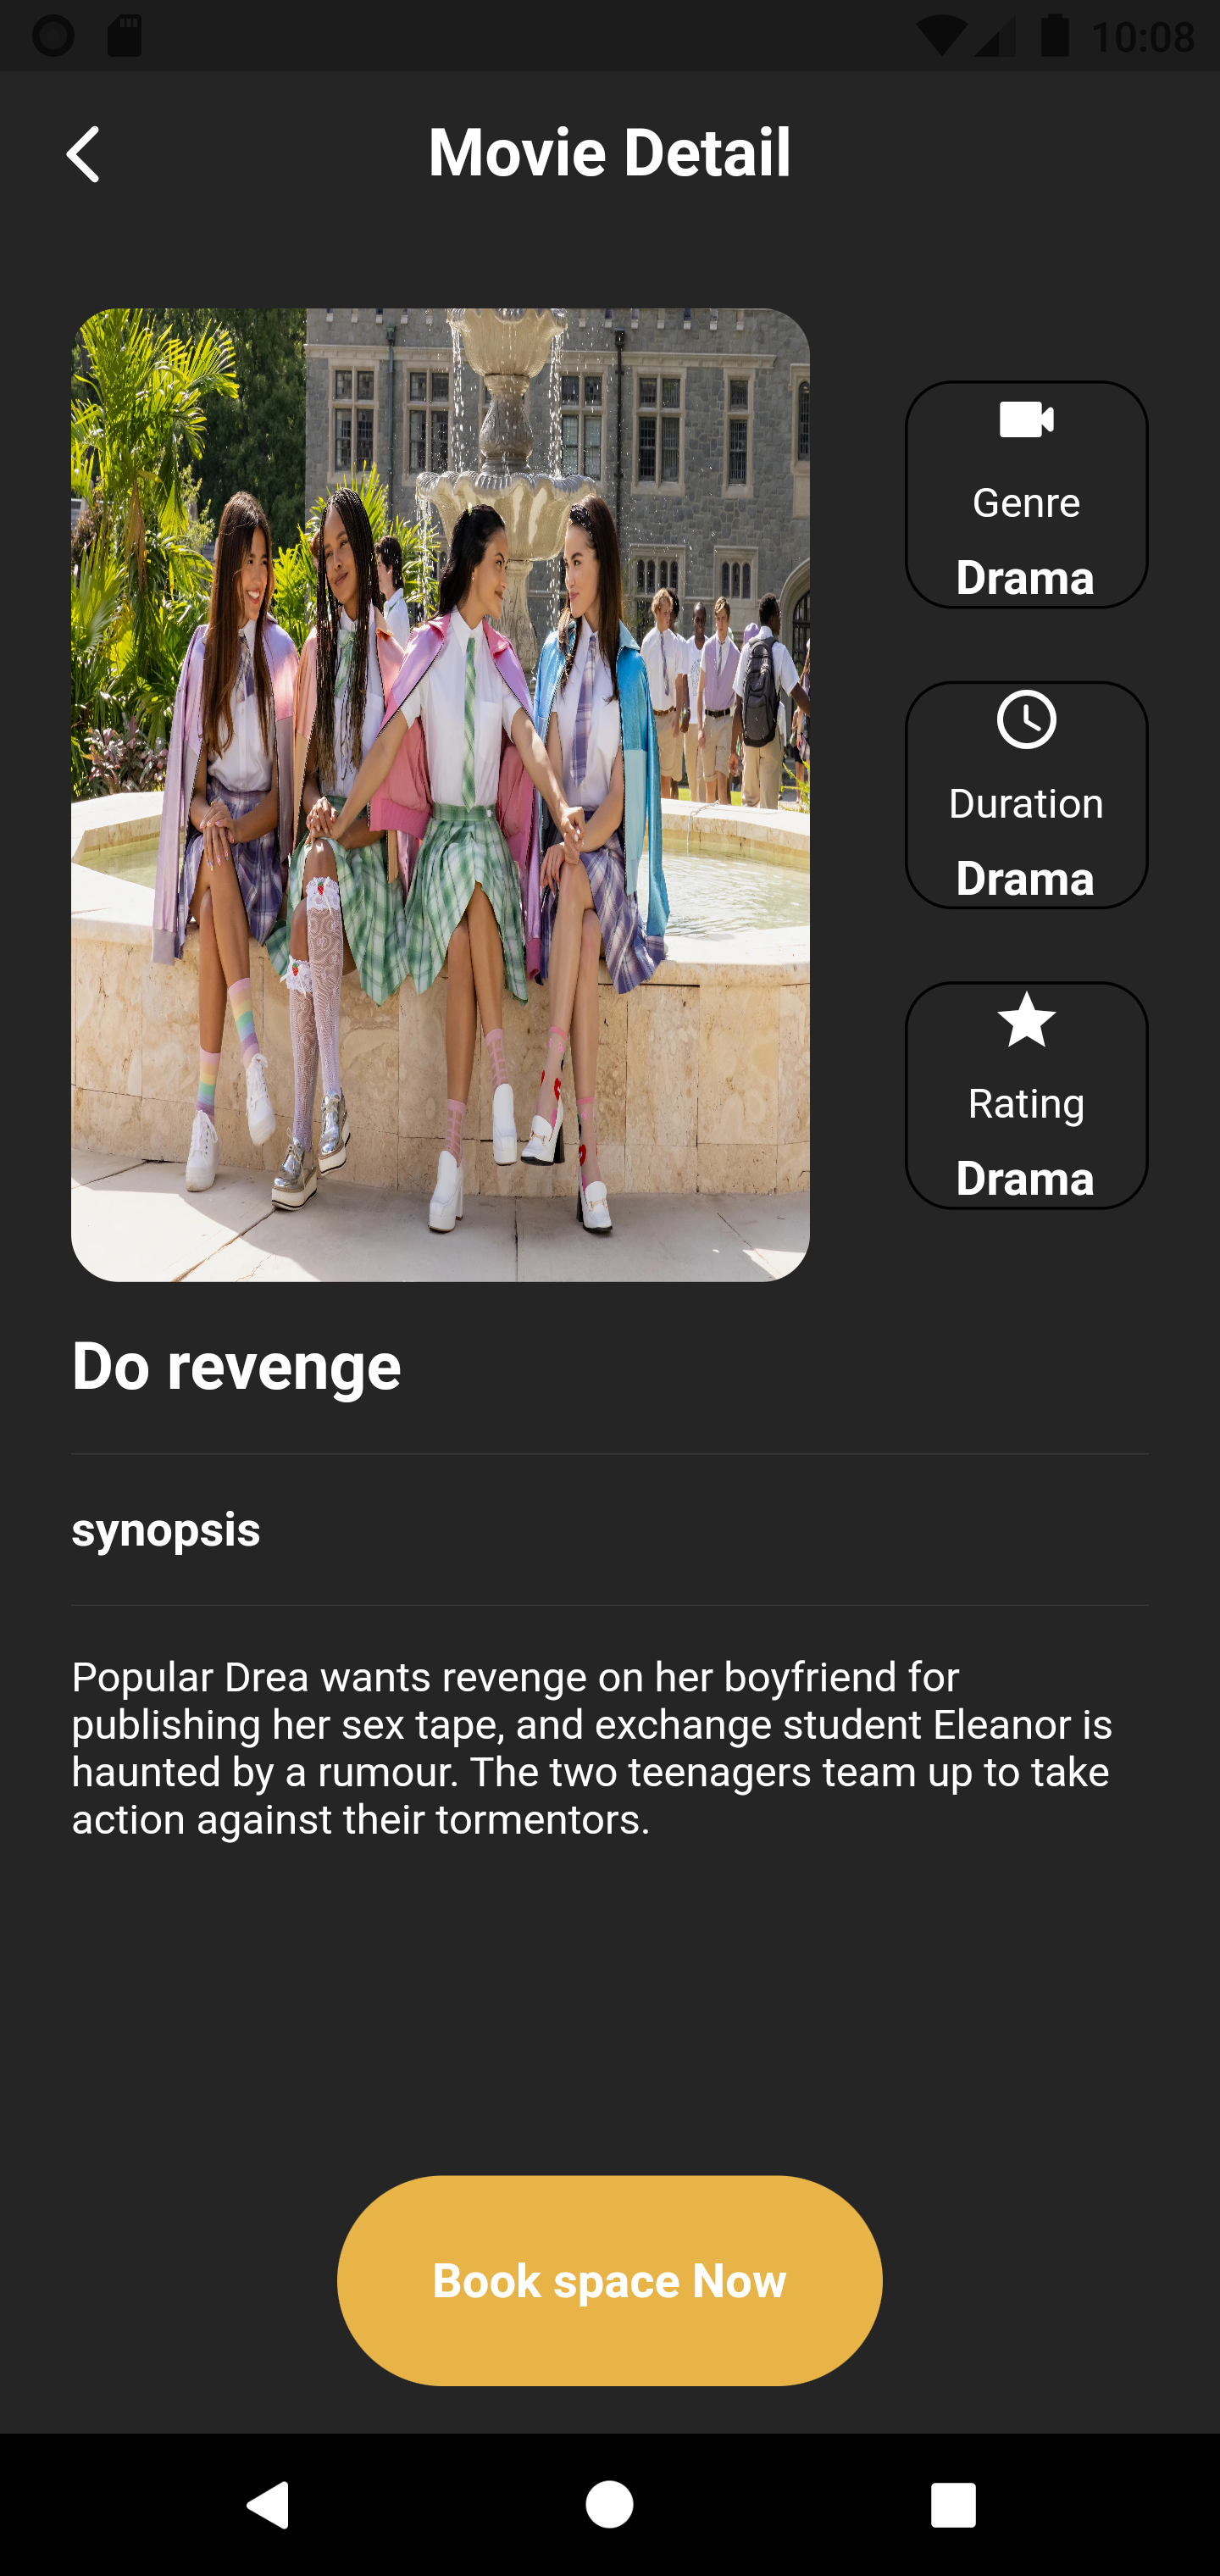 10:08
Movie Detail
Genre
Drama
Duration
Drama
Rating
Drama
Do revenge
synopsis
Popular Drea wants revenge on her boyfriend for
publishing her sex tape, and exchange student Eleanor is
haunted by a rumour. The two teenagers team up to take
action against their tormentors.
Book space Now